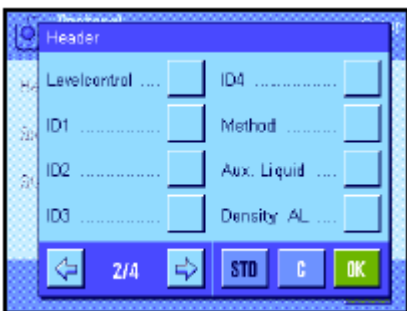 Header
Levelcontrol .... ID4 ...............
ID1 ................ Method .........
ID2 ................ Aux. Liquid ....
ID3 ................ Density AL ....
2/4 STD C OK